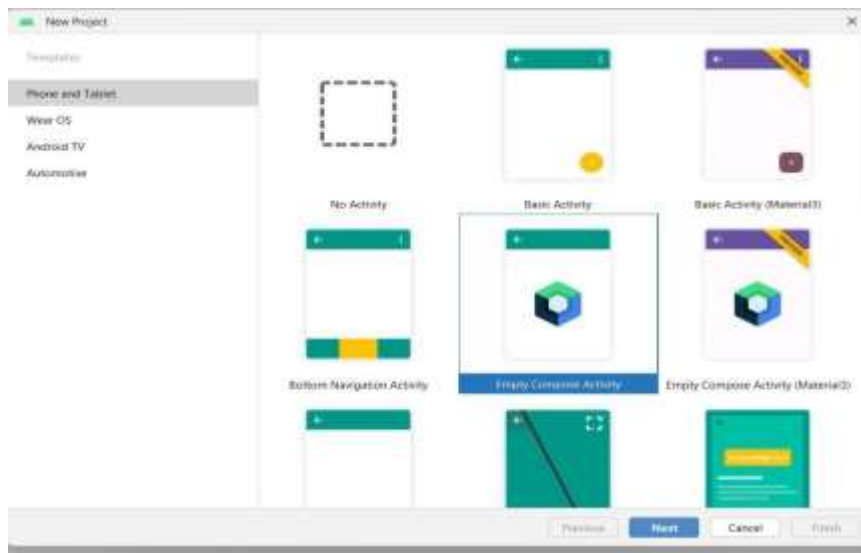 New Project
Templates
Phone and Tablet
Wear OS
Android TV
Automotive
No Activity
Basic Activity
Basic Activity (Material3)
Bottom Navigation Activity
Empty Compose Activity
Empty Compose Activity (Material3)
Previous
Next
Cancel
Finish